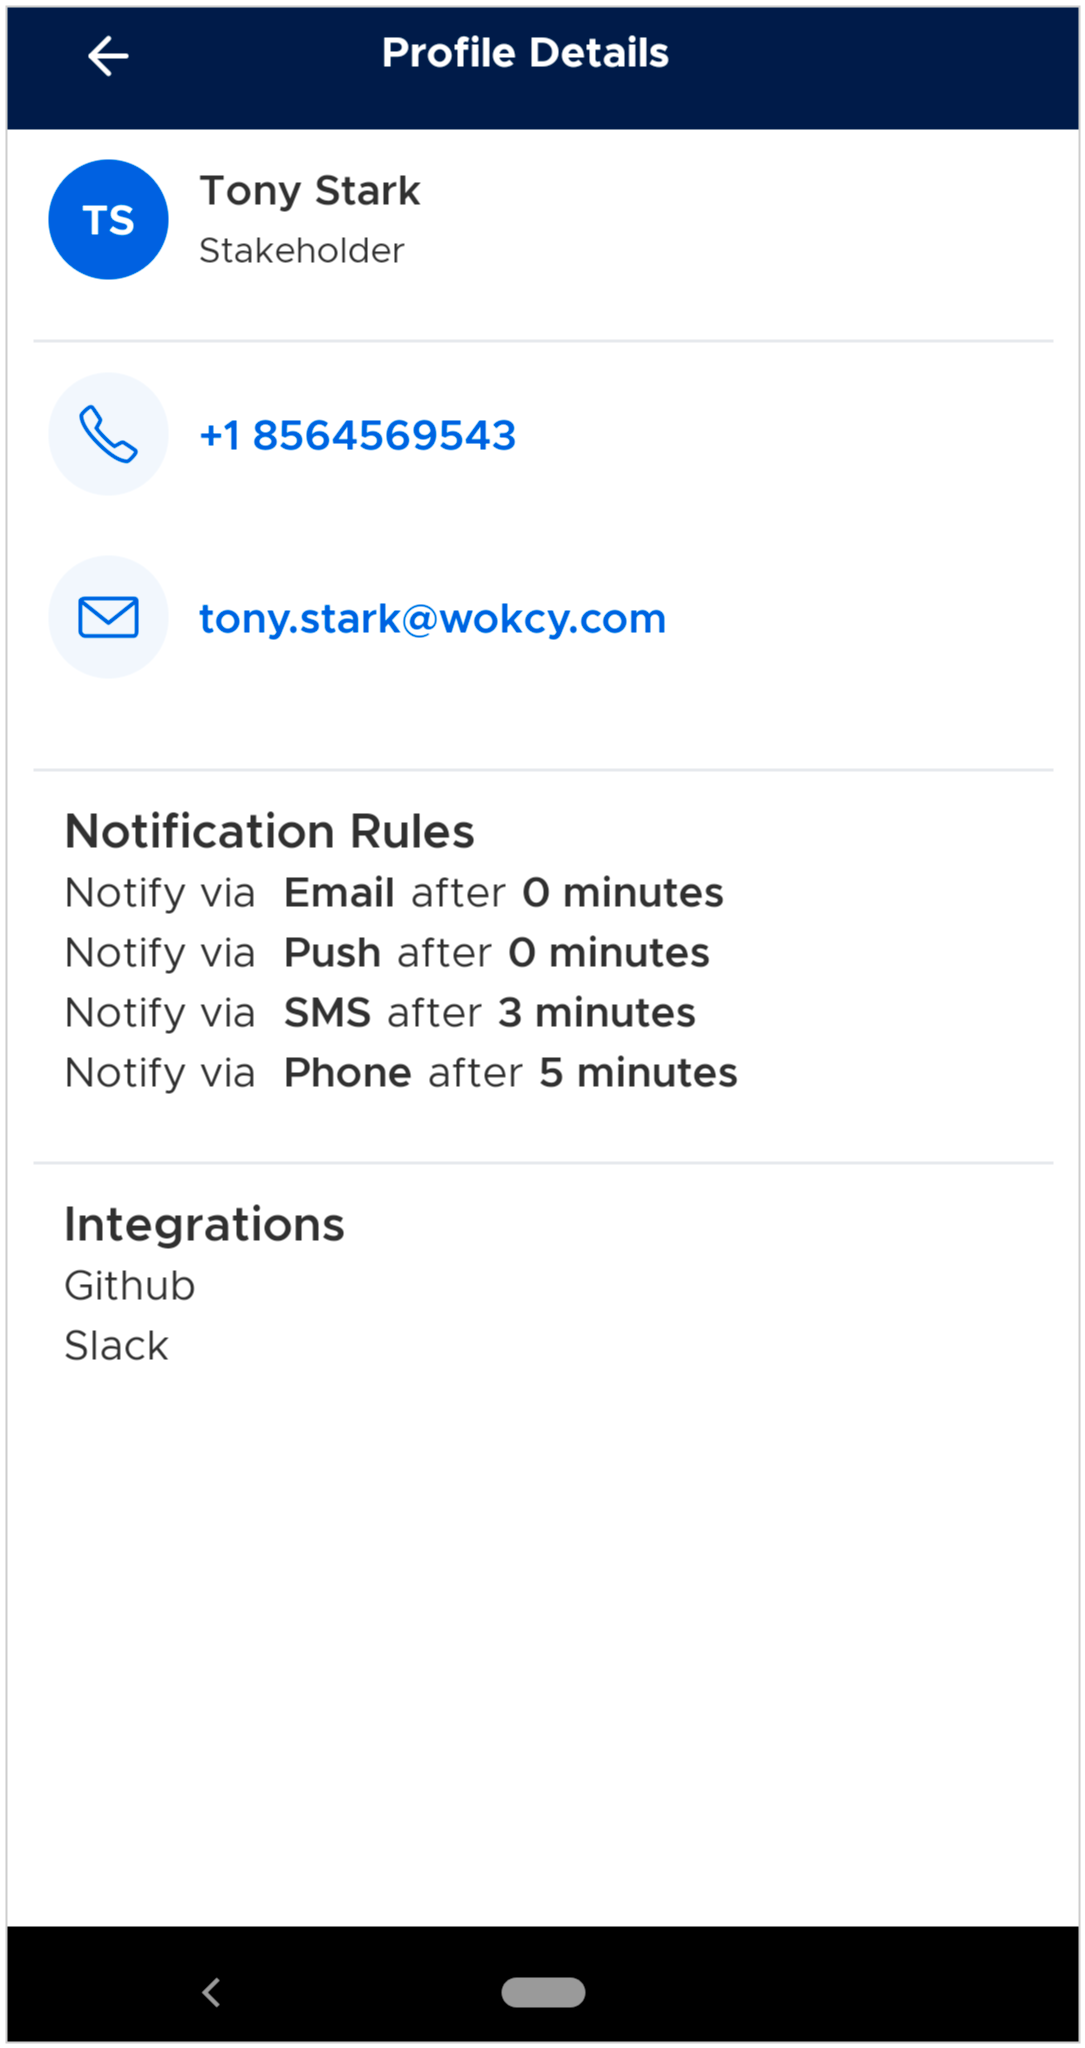 Profile Details
TS
Tony Stark
Stakeholder
+1 8564569543
tony.stark@wokcy.com
Notification Rules
Notify via Email after 0 minutes
Notify via Push after 0 minutes
Notify via SMS after 3 minutes
Notify via Phone after 5 minutes
Integrations
Github
Slack